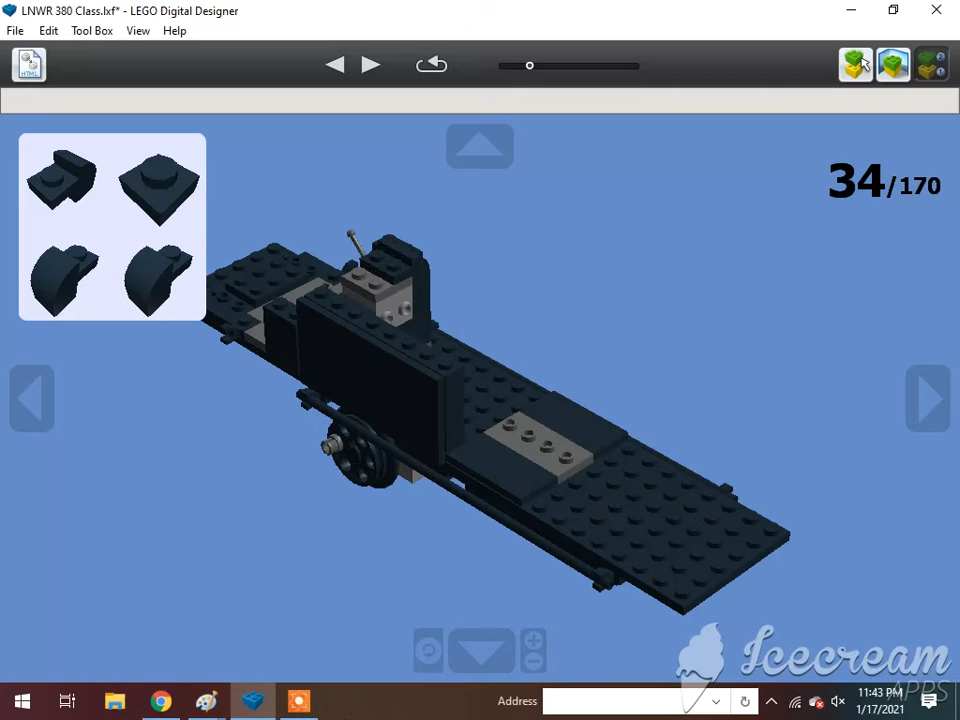 LNWR 380 Class.lxf* - LEGO Digital Designer
File Edit Tool Box View Help
HTML
34/170
Icecream
APPS
Address
11:43 PM
1/17/2021